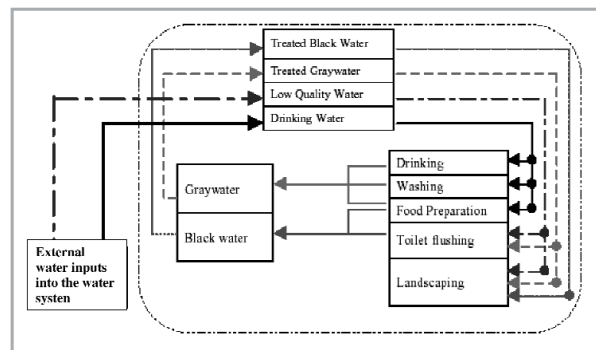 Treated Black Water
Treated Graywater
Low Quality Water
Drinking Water
Graywater
Black water
Drinking
Washing
Food Preparation
Toilet flushing
Landscaping
External
water inputs
into the water
systen